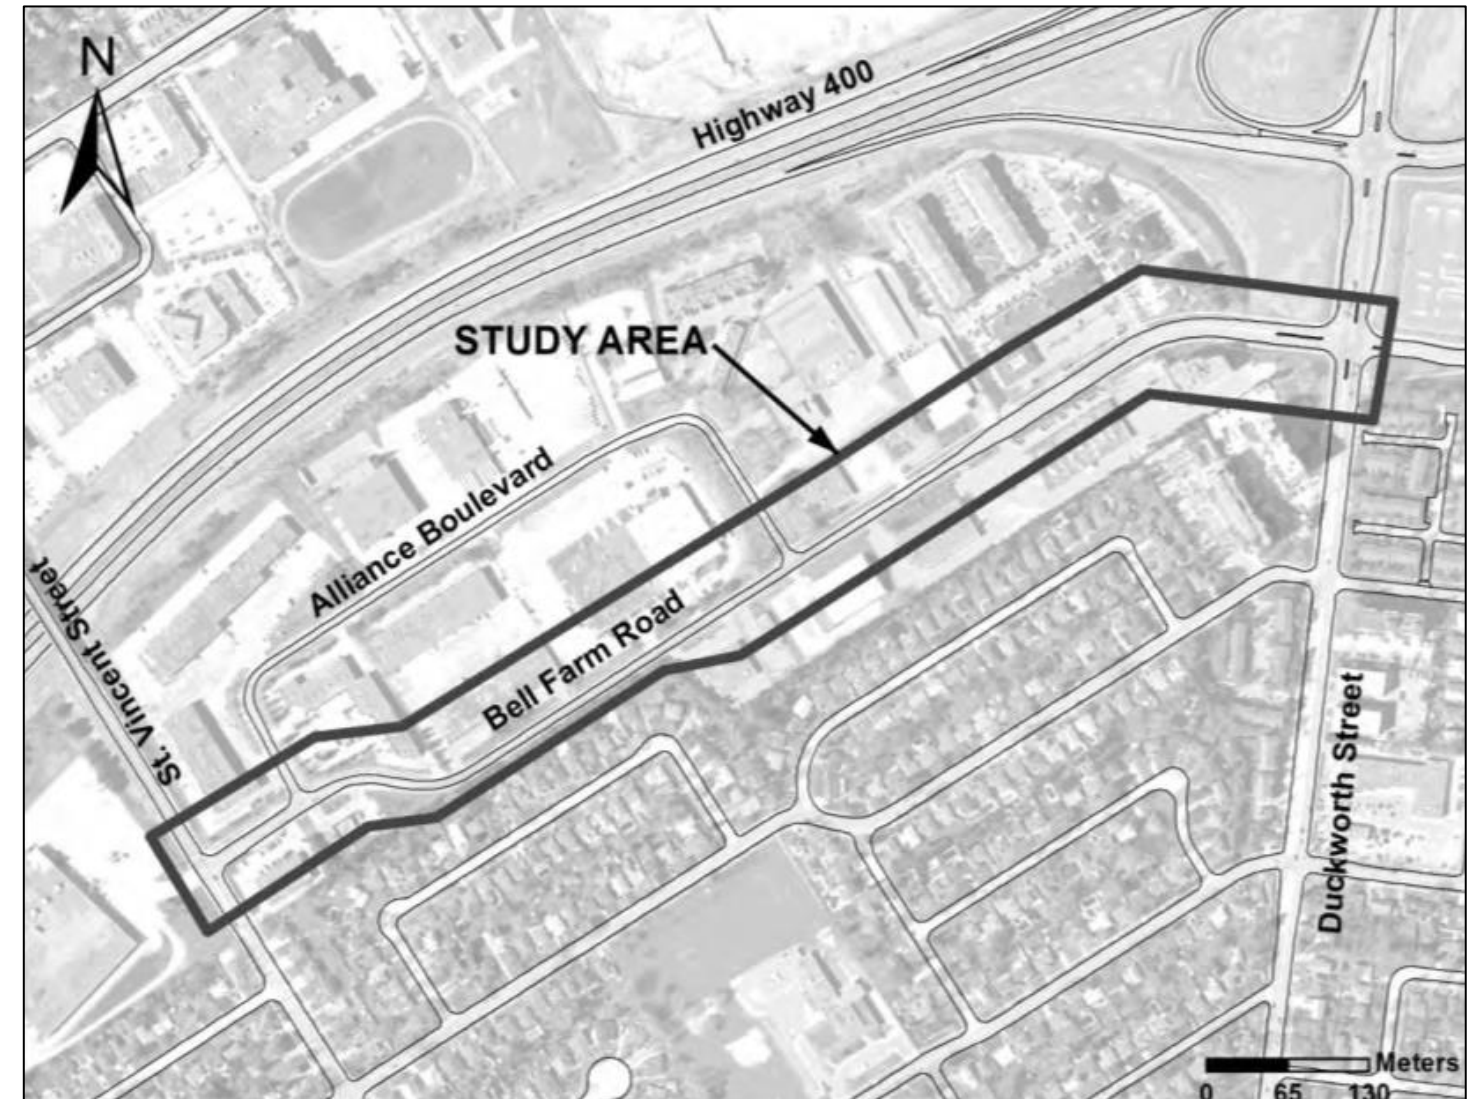 N
Highway 400
STUDY AREA
Alliance Boulevard
St. Vincent Street
Bell Farm Road
Duckworth Street
Meters
0 65 130